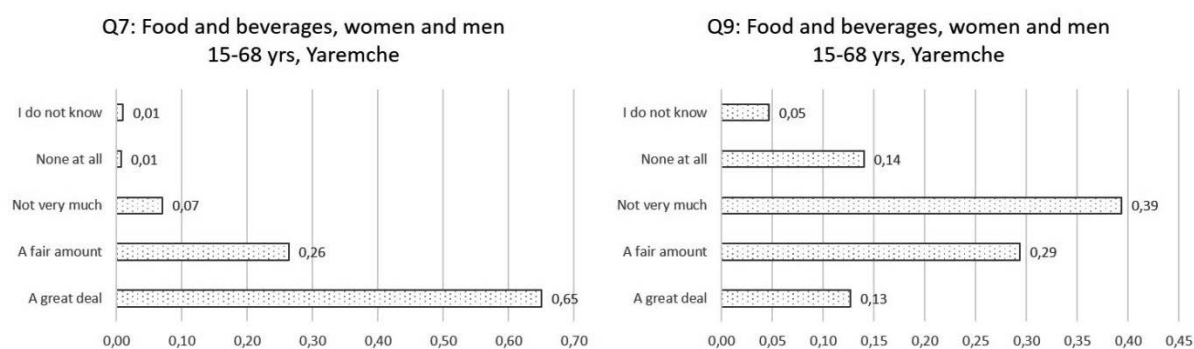 Q7: Food and beverages, women and men
15-68 yrs, Yaremche
I do not know
0,01
None at all
0,01
Not very much
0,07
A fair amount
0,26
A great deal
0,65
0,00 0,10 0,20 0,30 0,40 0,50 0,60 0,70
Q9: Food and beverages, women and men
15-68 yrs, Yaremche
I do not know
0,05
None at all
0,14
Not very much
0,39
A fair amount
0,29
A great deal
0,13
0,00 0,05 0,10 0,15 0,20 0,25 0,30 0,35 0,40 0,45